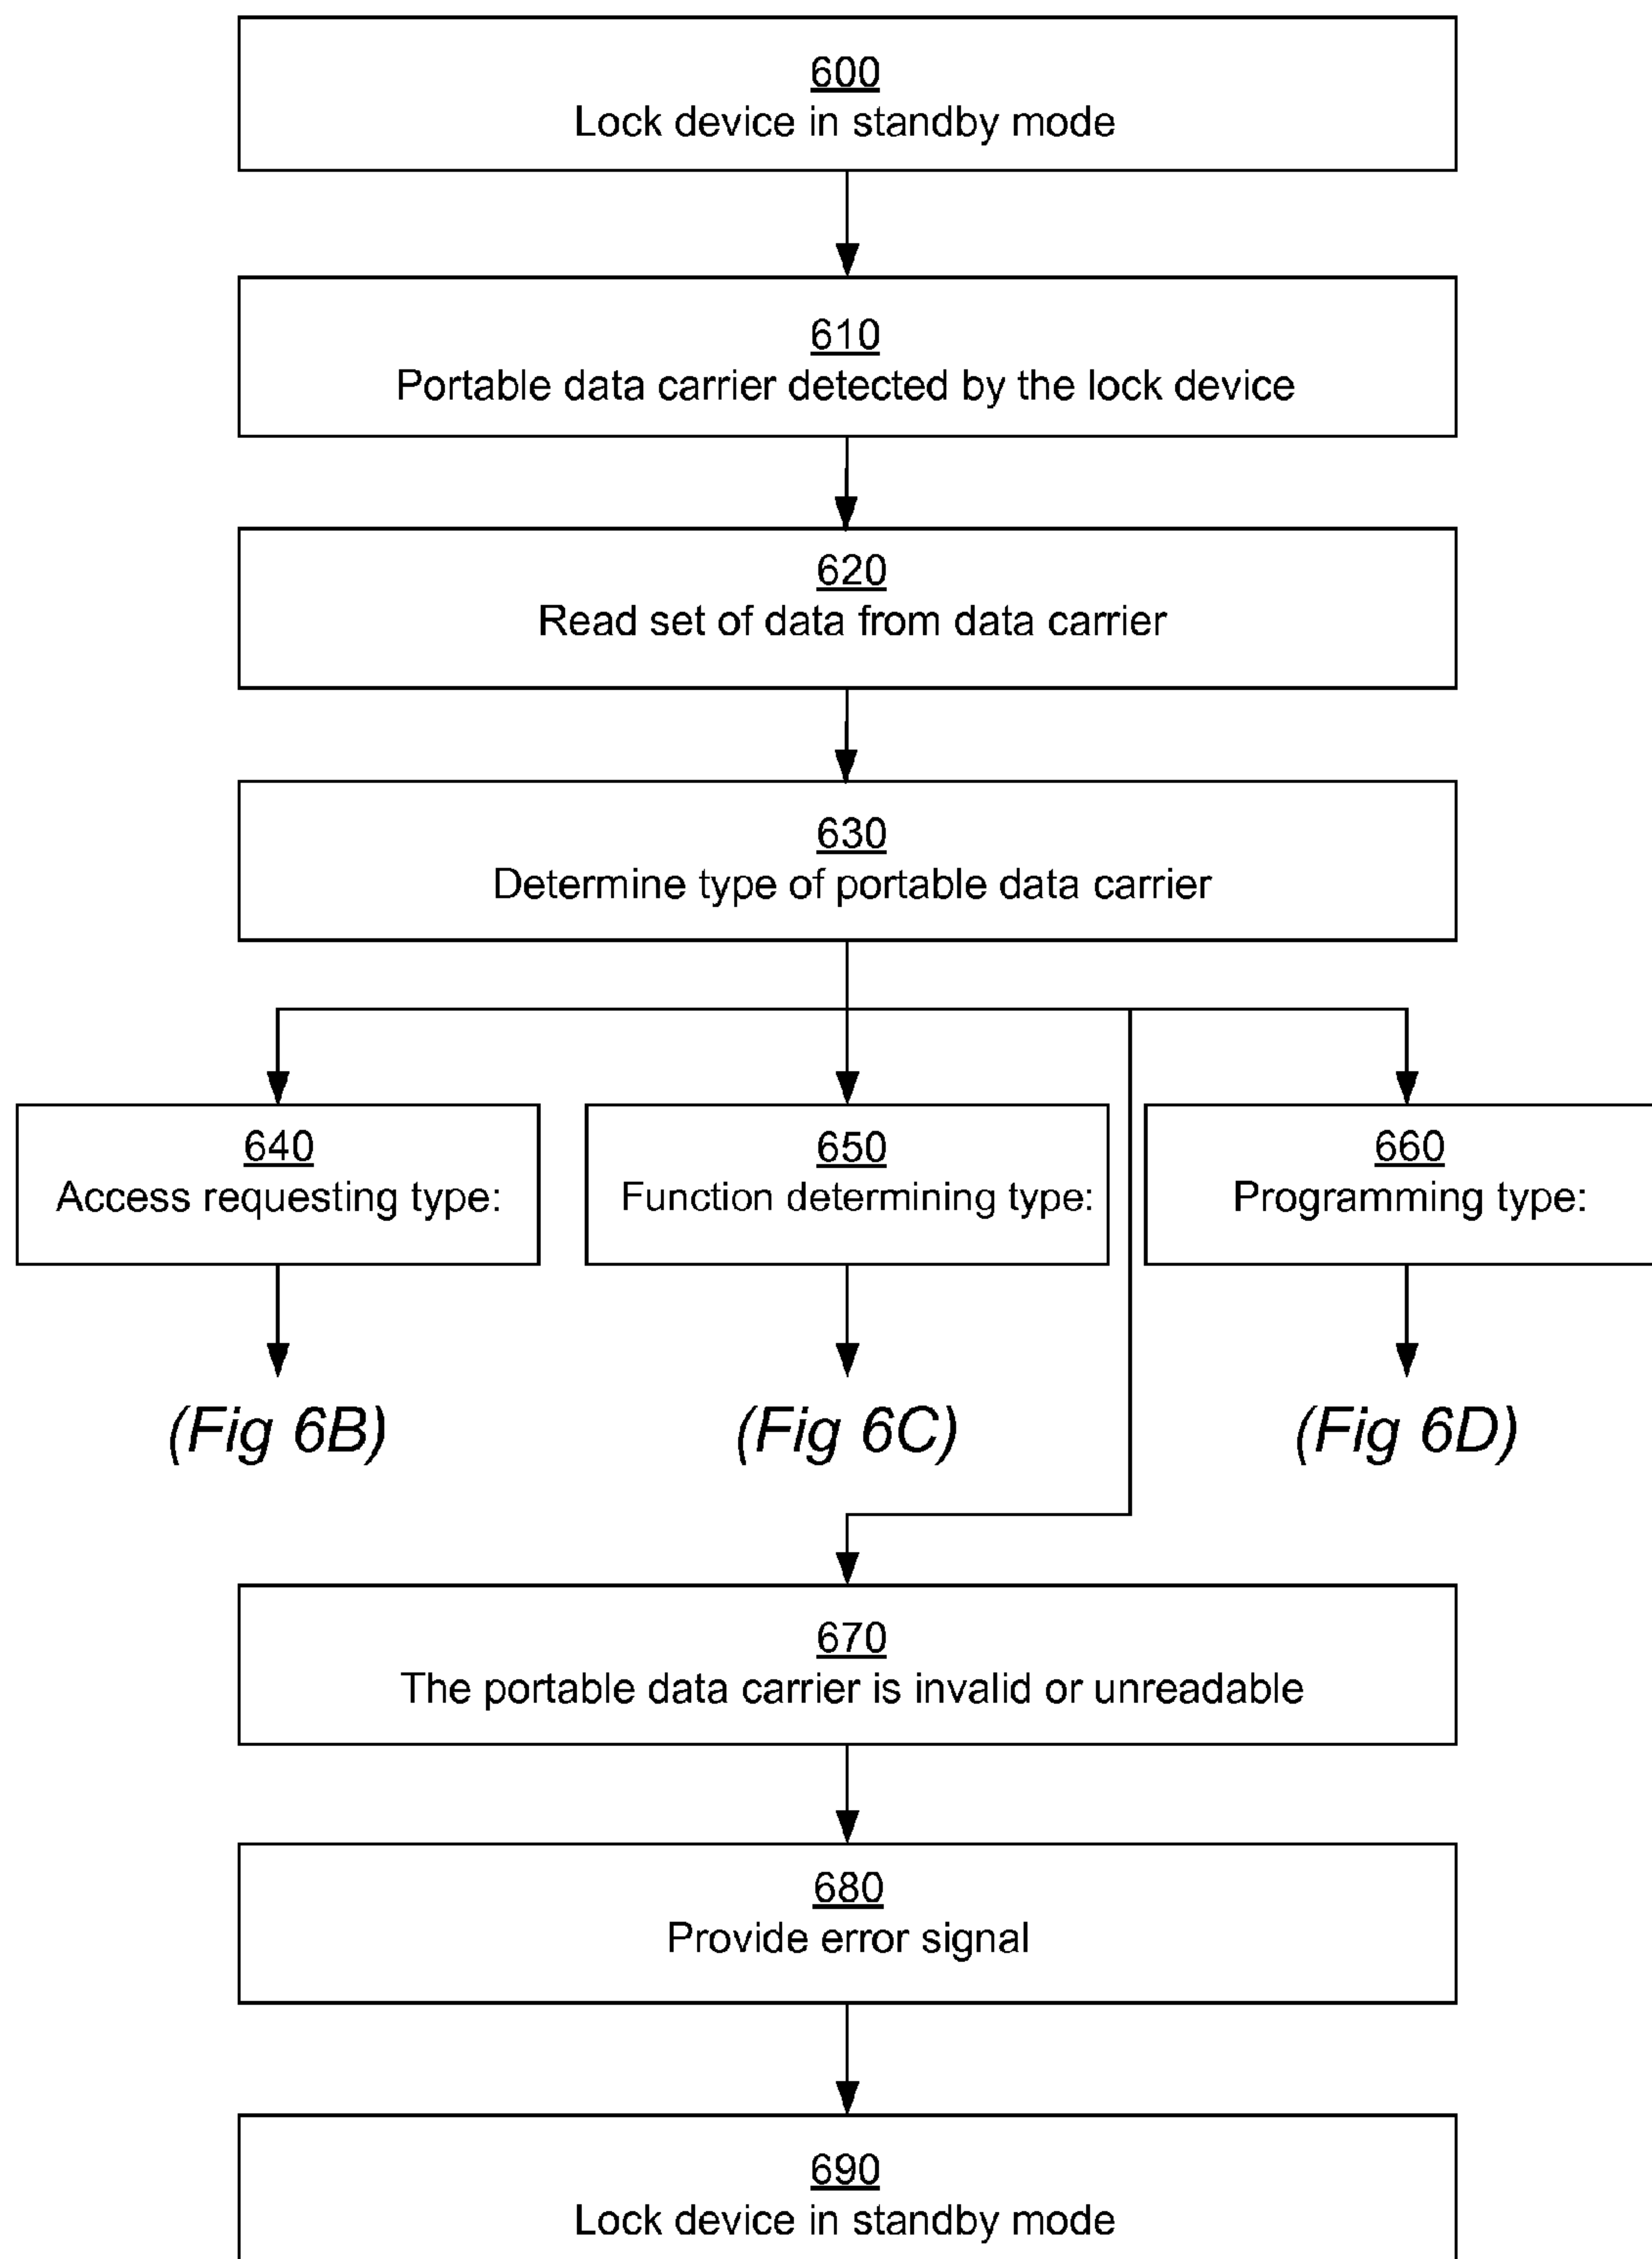 600
Lock device in standby mode
610
Portable data carrier detected by the lock device
620
Read set of data from data carrier
630
Determine type of portable data carrier
640
Access requesting type:
650
Function determining type:
660
Programming type:
(Fig 6B)
(Fig 6C)
(Fig 6D)
670
The portable data carrier is invalid or unreadable
680
Provide error signal
690
Lock device in standby mode